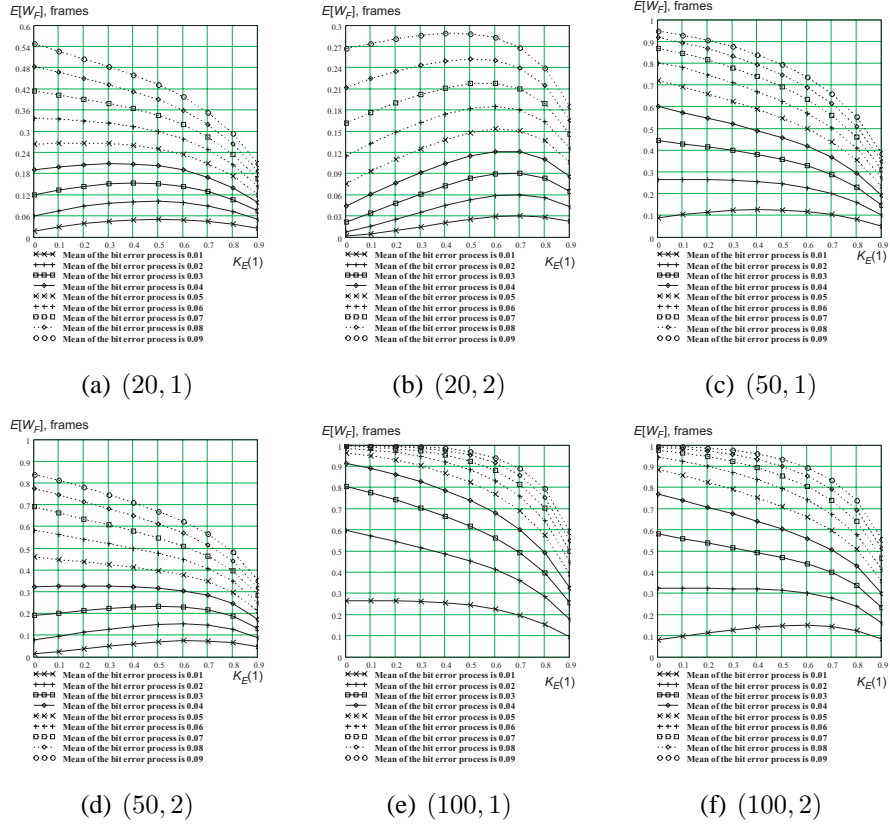 E[W_F], frames
0.6
0.54
0.48
0.42
0.36
0.3
0.24
0.18
0.12
0.06
0
0 0.1 0.2 0.3 0.4 0.5 0.6 0.7 0.8 0.9
K_E(1)
Mean of the bit error process is 0.01
Mean of the bit error process is 0.02
Mean of the bit error process is 0.03
Mean of the bit error process is 0.04
Mean of the bit error process is 0.05
Mean of the bit error process is 0.06
Mean of the bit error process is 0.07
Mean of the bit error process is 0.08
Mean of the bit error process is 0.09
(a) (20, 1)
E[W_F], frames
0.3
0.27
0.24
0.21
0.18
0.15
0.12
0.09
0.06
0.03
0
0 0.1 0.2 0.3 0.4 0.5 0.6 0.7 0.8 0.9
K_E(1)
Mean of the bit error process is 0.01
Mean of the bit error process is 0.02
Mean of the bit error process is 0.03
Mean of the bit error process is 0.04
Mean of the bit error process is 0.05
Mean of the bit error process is 0.06
Mean of the bit error process is 0.07
Mean of the bit error process is 0.08
Mean of the bit error process is 0.09
(b) (20, 2)
E[W_F], frames
1
0.9
0.8
0.7
0.6
0.5
0.4
0.3
0.2
0.1
0
0 0.1 0.2 0.3 0.4 0.5 0.6 0.7 0.8 0.9
K_E(1)
Mean of the bit error process is 0.01
Mean of the bit error process is 0.02
Mean of the bit error process is 0.03
Mean of the bit error process is 0.04
Mean of the bit error process is 0.05
Mean of the bit error process is 0.06
Mean of the bit error process is 0.07
Mean of the bit error process is 0.08
Mean of the bit error process is 0.09
(c) (50, 1)
E[W_F], frames
1
0.9
0.8
0.7
0.6
0.5
0.4
0.3
0.2
0.1
0
0 0.1 0.2 0.3 0.4 0.5 0.6 0.7 0.8 0.9
K_E(1)
Mean of the bit error process is 0.01
Mean of the bit error process is 0.02
Mean of the bit error process is 0.03
Mean of the bit error process is 0.04
Mean of the bit error process is 0.05
Mean of the bit error process is 0.06
Mean of the bit error process is 0.07
Mean of the bit error process is 0.08
Mean of the bit error process is 0.09
(d) (50, 2)
E[W_F], frames
1
0.9
0.8
0.7
0.6
0.5
0.4
0.3
0.2
0.1
0
0 0.1 0.2 0.3 0.4 0.5 0.6 0.7 0.8 0.9
K_E(1)
Mean of the bit error process is 0.01
Mean of the bit error process is 0.02
Mean of the bit error process is 0.03
Mean of the bit error process is 0.04
Mean of the bit error process is 0.05
Mean of the bit error process is 0.06
Mean of the bit error process is 0.07
Mean of the bit error process is 0.08
Mean of the bit error process is 0.09
(e) (100, 1)
E[W_F], frames
1
0.9
0.8
0.7
0.6
0.5
0.4
0.3
0.2
0.1
0
0 0.1 0.2 0.3 0.4 0.5 0.6 0.7 0.8 0.9
K_E(1)
Mean of the bit error process is 0.01
Mean of the bit error process is 0.02
Mean of the bit error process is 0.03
Mean of the bit error process is 0.04
Mean of the bit error process is 0.05
Mean of the bit error process is 0.06
Mean of the bit error process is 0.07
Mean of the bit error process is 0.08
Mean of the bit error process is 0.09
(f) (100, 2)